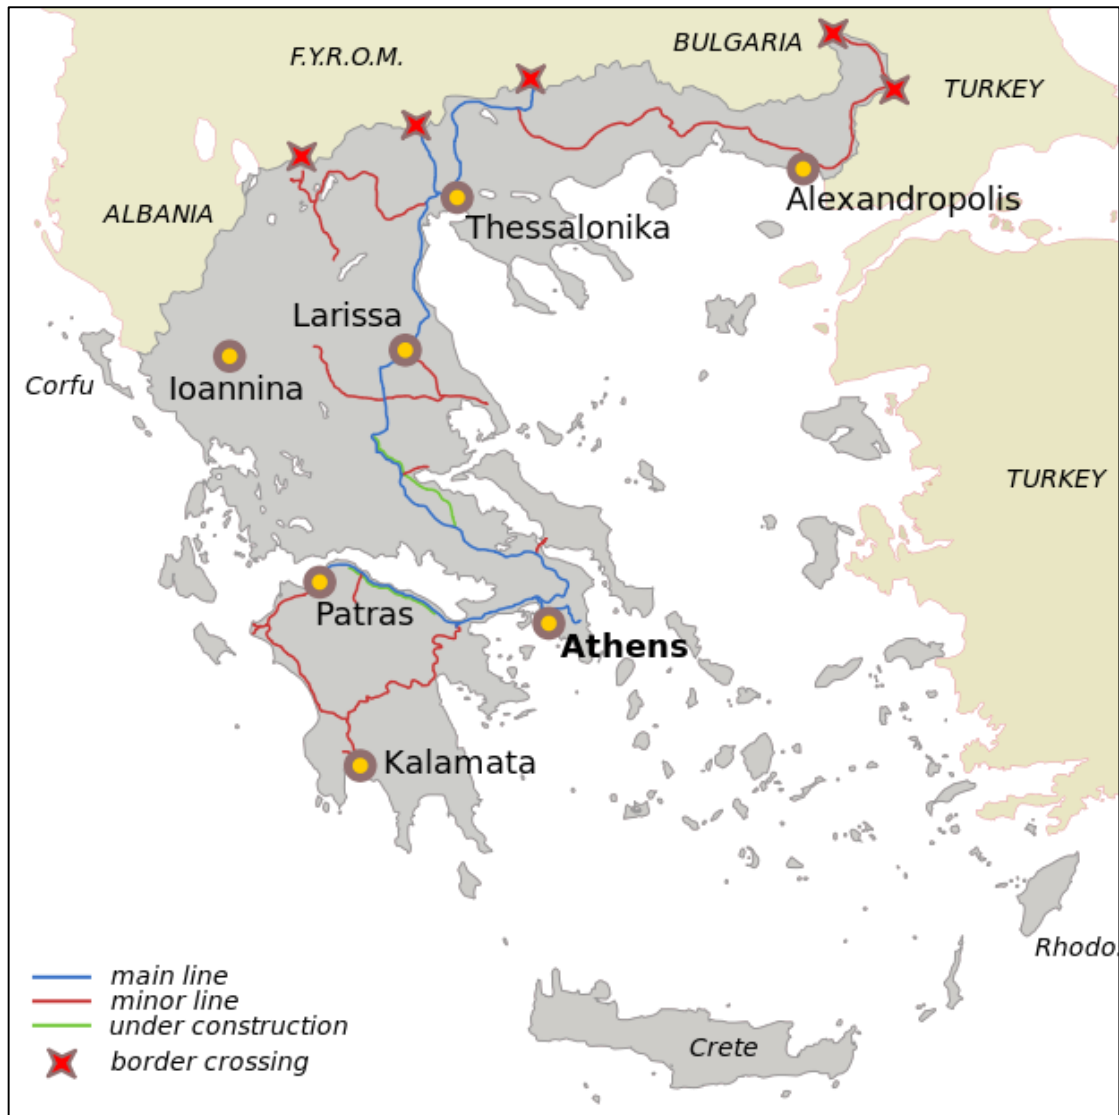 BULGARIA
F.Y.R.O.M.
TURKEY
ALBANIA
Alexandropolis
Thessalonika
Larissa
Corfu
Ioannina
TURKEY
Patras
Athens
Kalamata
Rhodo.
main line
minor line
under construction
border crossing
Crete